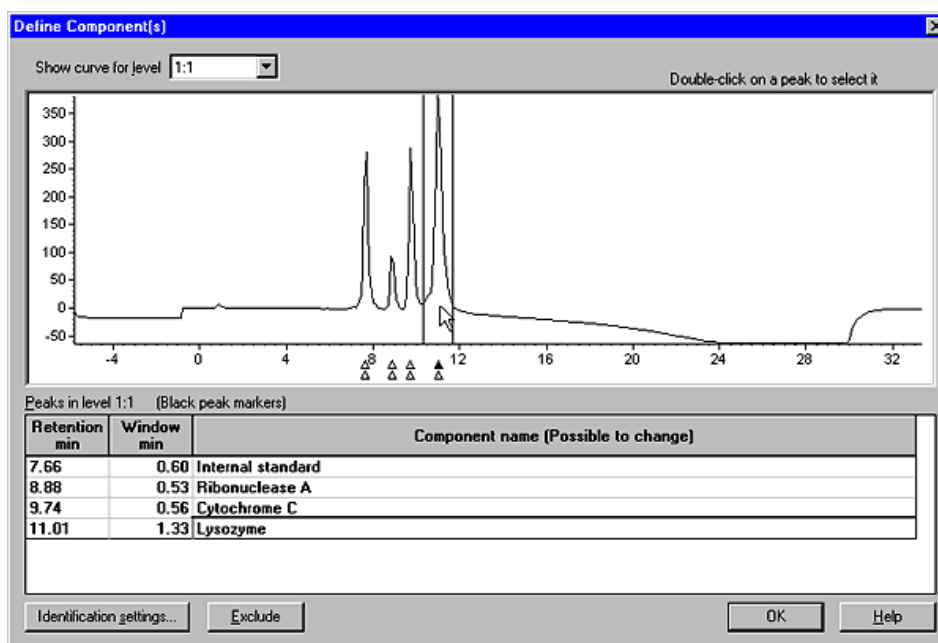 Define Component(s)
Show curve for level 1:1
Double-click on a peak to select it
350
300
250
200
150
100
50
0
-50
-4 0 4 8 12 16 20 24 28 32
Peaks in level 1:1 (Black peak markers)
Retention min Window min Component name (Possible to change)
7.66 0.60 Internal standard
8.88 0.53 Ribonuclease A
9.74 0.56 Cytochrome C
11.01 1.33 Lysozyme
Identification settings... Exclude OK Help